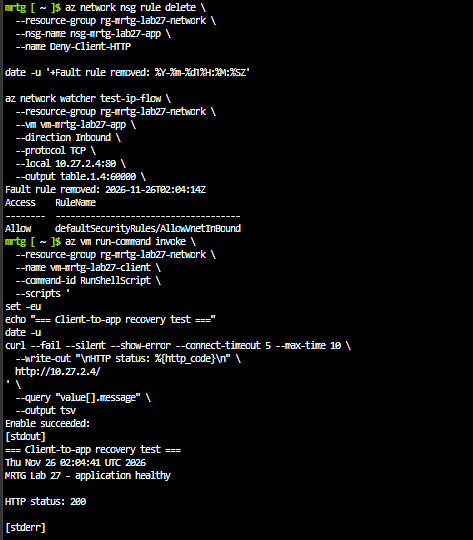 mrtg [ ~ ]$ az network nsg rule delete \
  --resource-group rg-mrtg-lab27-network \
  --nsg-name nsg-mrtg-lab27-app \
  --name Deny-Client-HTTP

date -u '+Fault rule removed: %Y-%m-%dT%H:%M:%SZ'

az network watcher test-ip-flow \
  --resource-group rg-mrtg-lab27-network \
  --vm vm-mrtg-lab27-app \
  --direction Inbound \
  --protocol TCP \
  --local 10.27.2.4:80 \
  --output table.1.4:60000 \
Fault rule removed: 2026-11-26T02:04:14Z
Access    RuleName
--------  -----------------------------------
Allow     defaultSecurityRules/AllowVnetInBound
mrtg [ ~ ]$ az vm run-command invoke \
  --resource-group rg-mrtg-lab27-network \
  --name vm-mrtg-lab27-client \
  --command-id RunShellScript \
  --scripts '
set -eu
echo "=== Client-to-app recovery test ==="
date -u
curl --fail --silent --show-error --connect-timeout 5 --max-time 10 \
  --write-out "\nHTTP status: %{http_code}\n" \
  http://10.27.2.4/
' \
  --query "value[].message" \
  --output tsv
Enable succeeded:
[stdout]
=== Client-to-app recovery test ===
Thu Nov 26 02:04:41 UTC 2026
MRTG Lab 27 - application healthy

HTTP status: 200

[stderr]